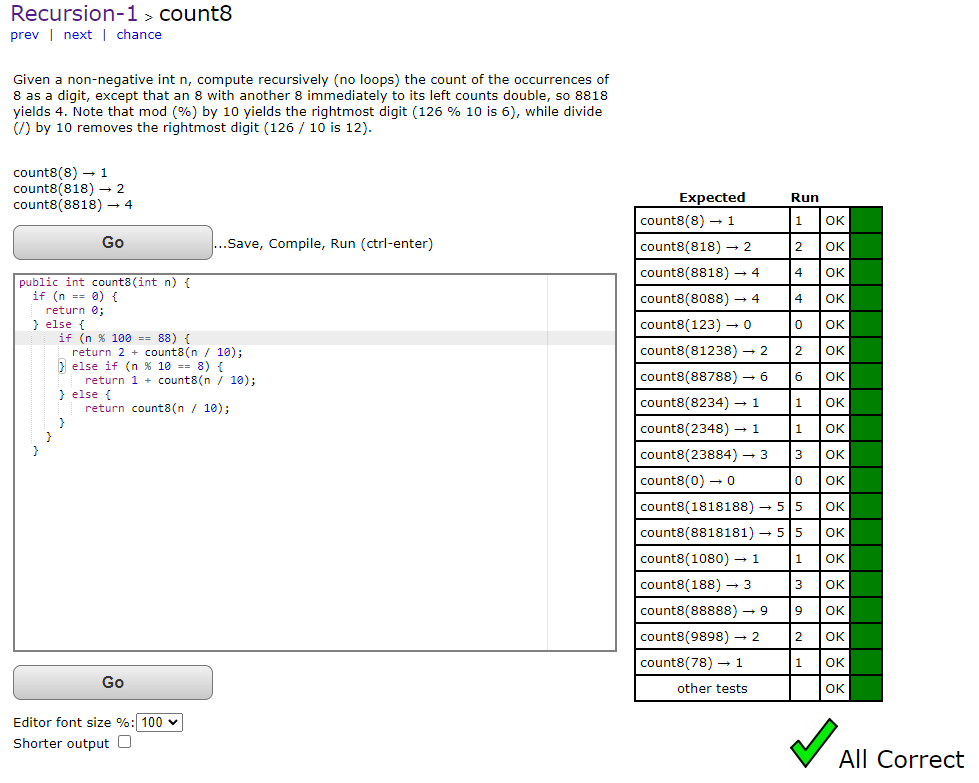 Recursion-1 > count8
prev | next | chance
Given a non-negative int n, compute recursively (no loops) the count of the occurrences of
8 as a digit, except that an 8 with another 8 immediately to its left counts double, so 8818
yields 4. Note that mod (%) by 10 yields the rightmost digit (126 % 10 is 6), while divide
(/) by 10 removes the rightmost digit (126 / 10 is 12).
count8(8) → 1
count8(818) → 2
count8(8818) → 4
Go
...Save, Compile, Run (ctrl-enter)
public int count8(int n) {
if (n == 0) {
return 0;
} else {
if (n % 100 == 88) {
return 2 + count8(n / 10);
} else if (n % 10 == 8) {
return 1 + count8(n / 10);
} else {
return count8(n / 10);
}
}
}
Go
Editor font size %: 100
Shorter output
Expected Run
count8(8) → 1 1 OK
count8(818) → 2 2 OK
count8(8818) → 4 4 OK
count8(8088) → 4 4 OK
count8(123) → 0 0 OK
count8(81238) → 2 2 OK
count8(88788) → 6 6 OK
count8(8234) → 1 1 OK
count8(2348) → 1 1 OK
count8(23884) → 3 3 OK
count8(0) → 0 0 OK
count8(1818188) → 5 5 OK
count8(8818181) → 5 5 OK
count8(1080) → 1 1 OK
count8(188) → 3 3 OK
count8(88888) → 9 9 OK
count8(9898) → 2 2 OK
count8(78) → 1 1 OK
other tests OK
All Correct